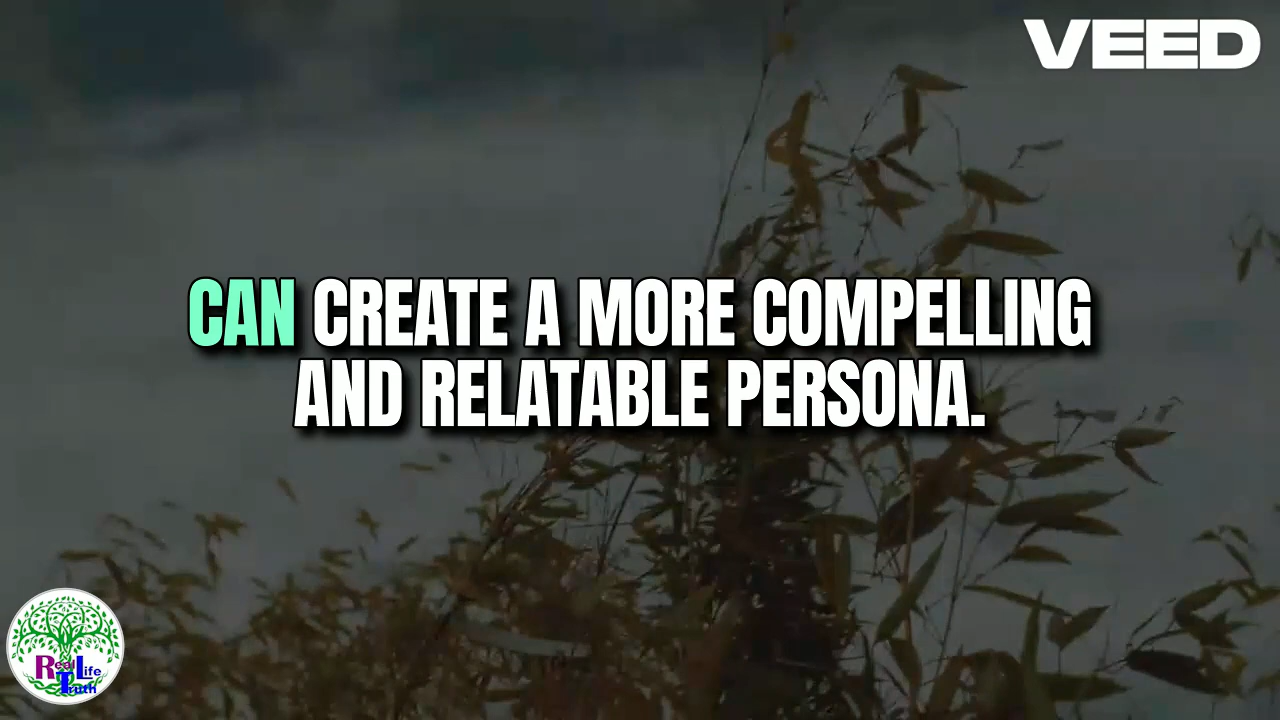 VEED
CAN CREATE A MORE COMPELLING
AND RELATABLE PERSONA.
Real Life
Truth